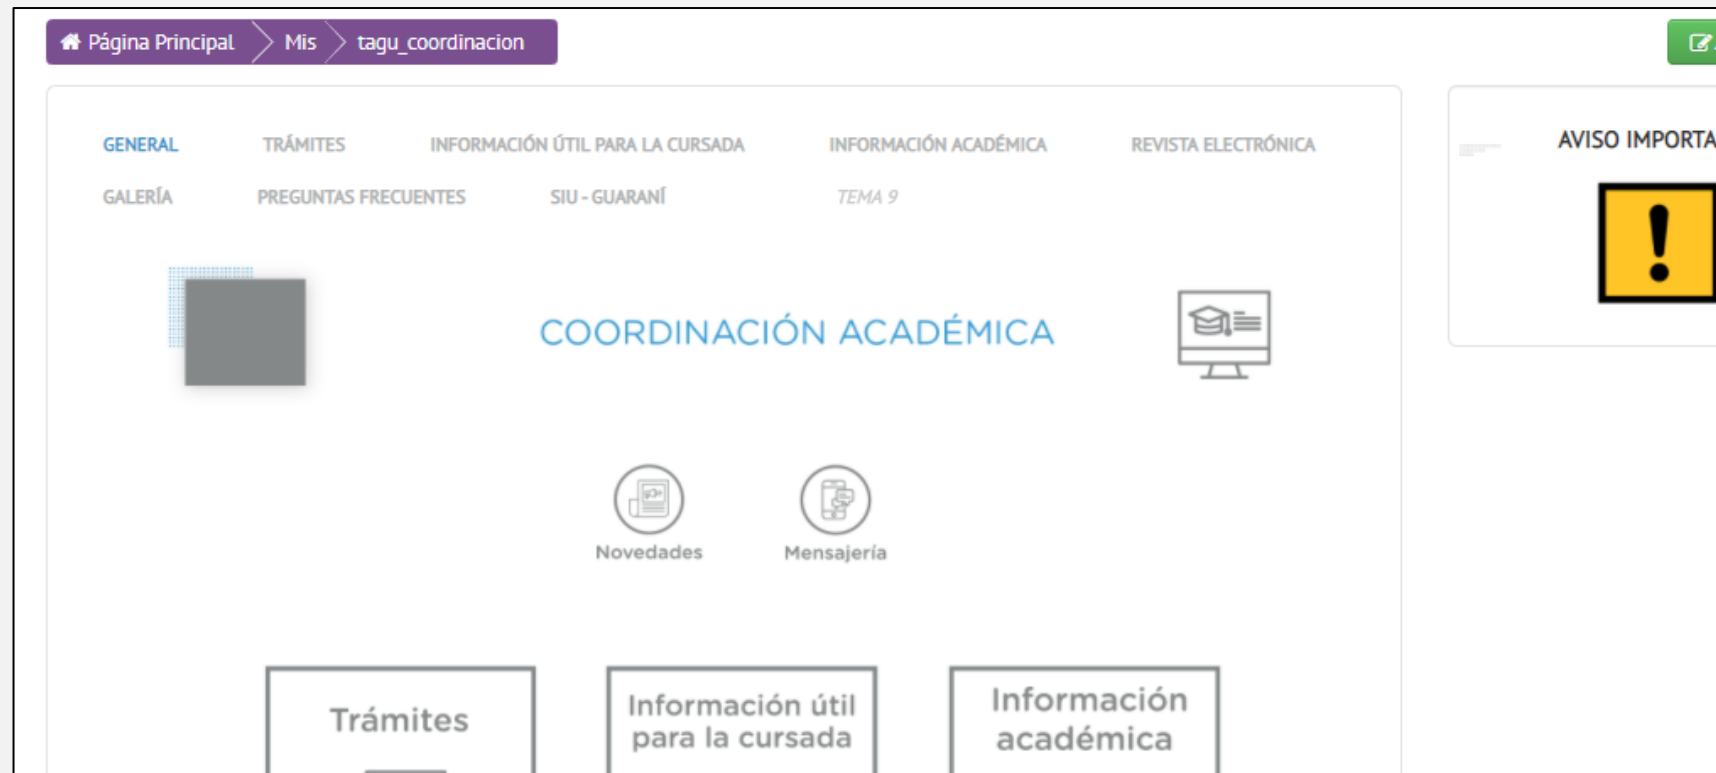 Página Principal Mis tagu_coordinacion
GENERAL TRÁMITES INFORMACIÓN ÚTIL PARA LA CURSADA INFORMACIÓN ACADÉMICA REVISTA ELECTRÓNICA
GALERÍA PREGUNTAS FRECUENTES SIU - GUARANÍ TEMA 9
COORDINACIÓN ACADÉMICA
Novedades Mensajería
Trámites
Información útil
para la cursada
Información
académica
AVISO IMPORTA
!